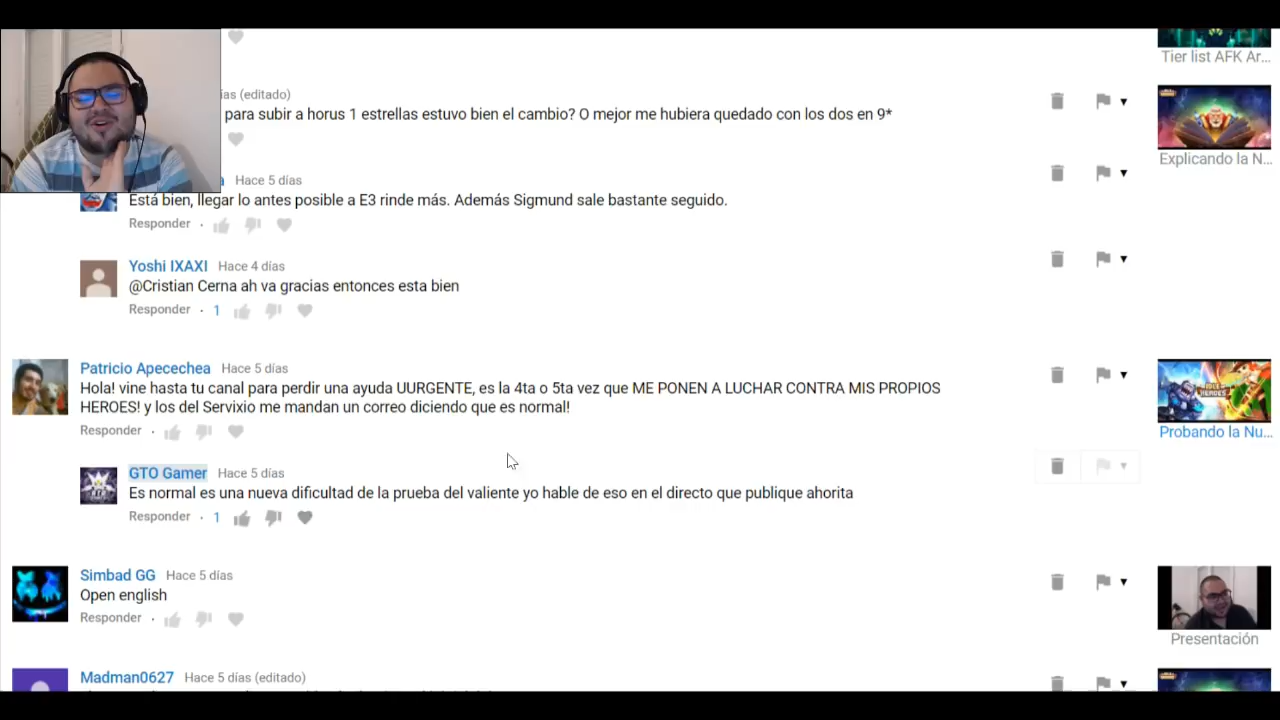 Tier list AFK Ar...
ías (editado)
para subir a horus 1 estrellas estuvo bien el cambio? O mejor me hubiera quedado con los dos en 9*
Explicando la N...
Hace 5 días
Está bien, llegar lo antes posible a E3 rinde más. Además Sigmund sale bastante seguido.
Responder ·
Yoshi IXAXI Hace 4 días
@Cristian Cerna ah va gracias entonces esta bien
Responder · 1
Patricio Apecechea Hace 5 días
Hola! vine hasta tu canal para perdir una ayuda UURGENTE, es la 4ta o 5ta vez que ME PONEN A LUCHAR CONTRA MIS PROPIOS
HEROES! y los del Servixio me mandan un correo diciendo que es normal!
Responder ·
IDLE HEROES
Probando la Nu...
GTO Gamer Hace 5 días
Es normal es una nueva dificultad de la prueba del valiente yo hable de eso en el directo que publique ahorita
Responder · 1
Simbad GG Hace 5 días
Open english
Responder ·
Presentación
Madman0627 Hace 5 días (editado)